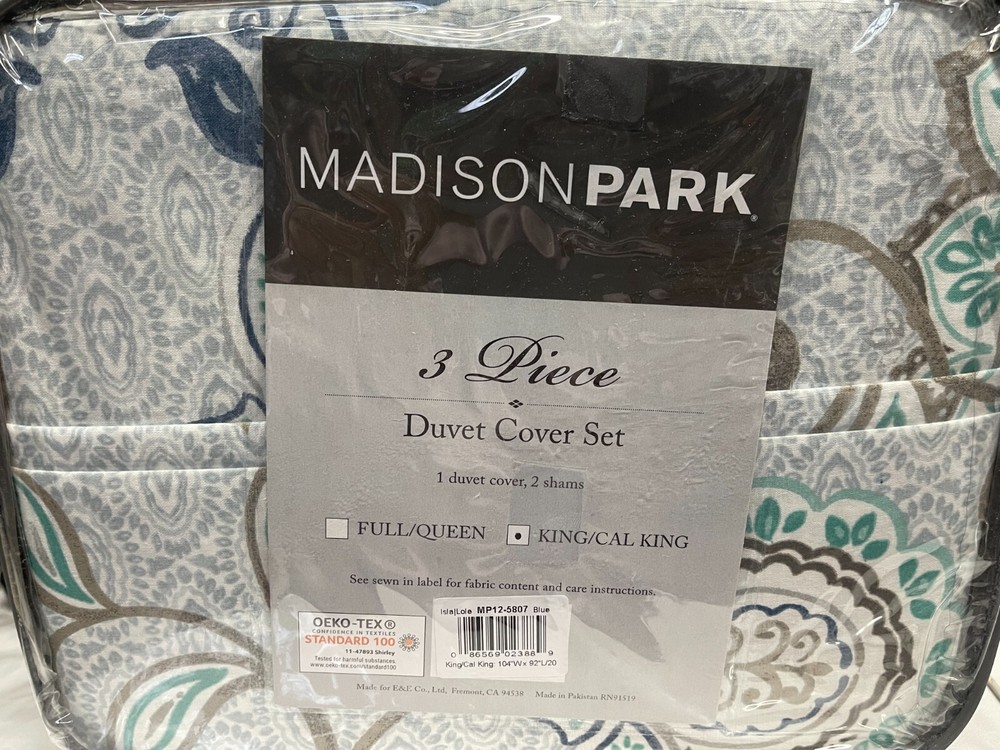 MADISONPARK®
3 Piece
Duvet Cover Set
1 duvet cover, 2 shams
FULL/QUEEN KING/CAL KING
See sewn in label for fabric content and care instructions.
OEKO-TEX®
CONFIDENCE IN TEXTILES
STANDARD 100
11-47893 Shirley
Tested for harmful substances.
www.oeko-tex.com/standard100
Isla|Lola MP12-5807 Blue
0 86569 02388 9
King/Cal King: 104"W x 92"L/20
Made for E&E Co., Ltd, Fremont, CA 94538 Made in Pakistan RN91519